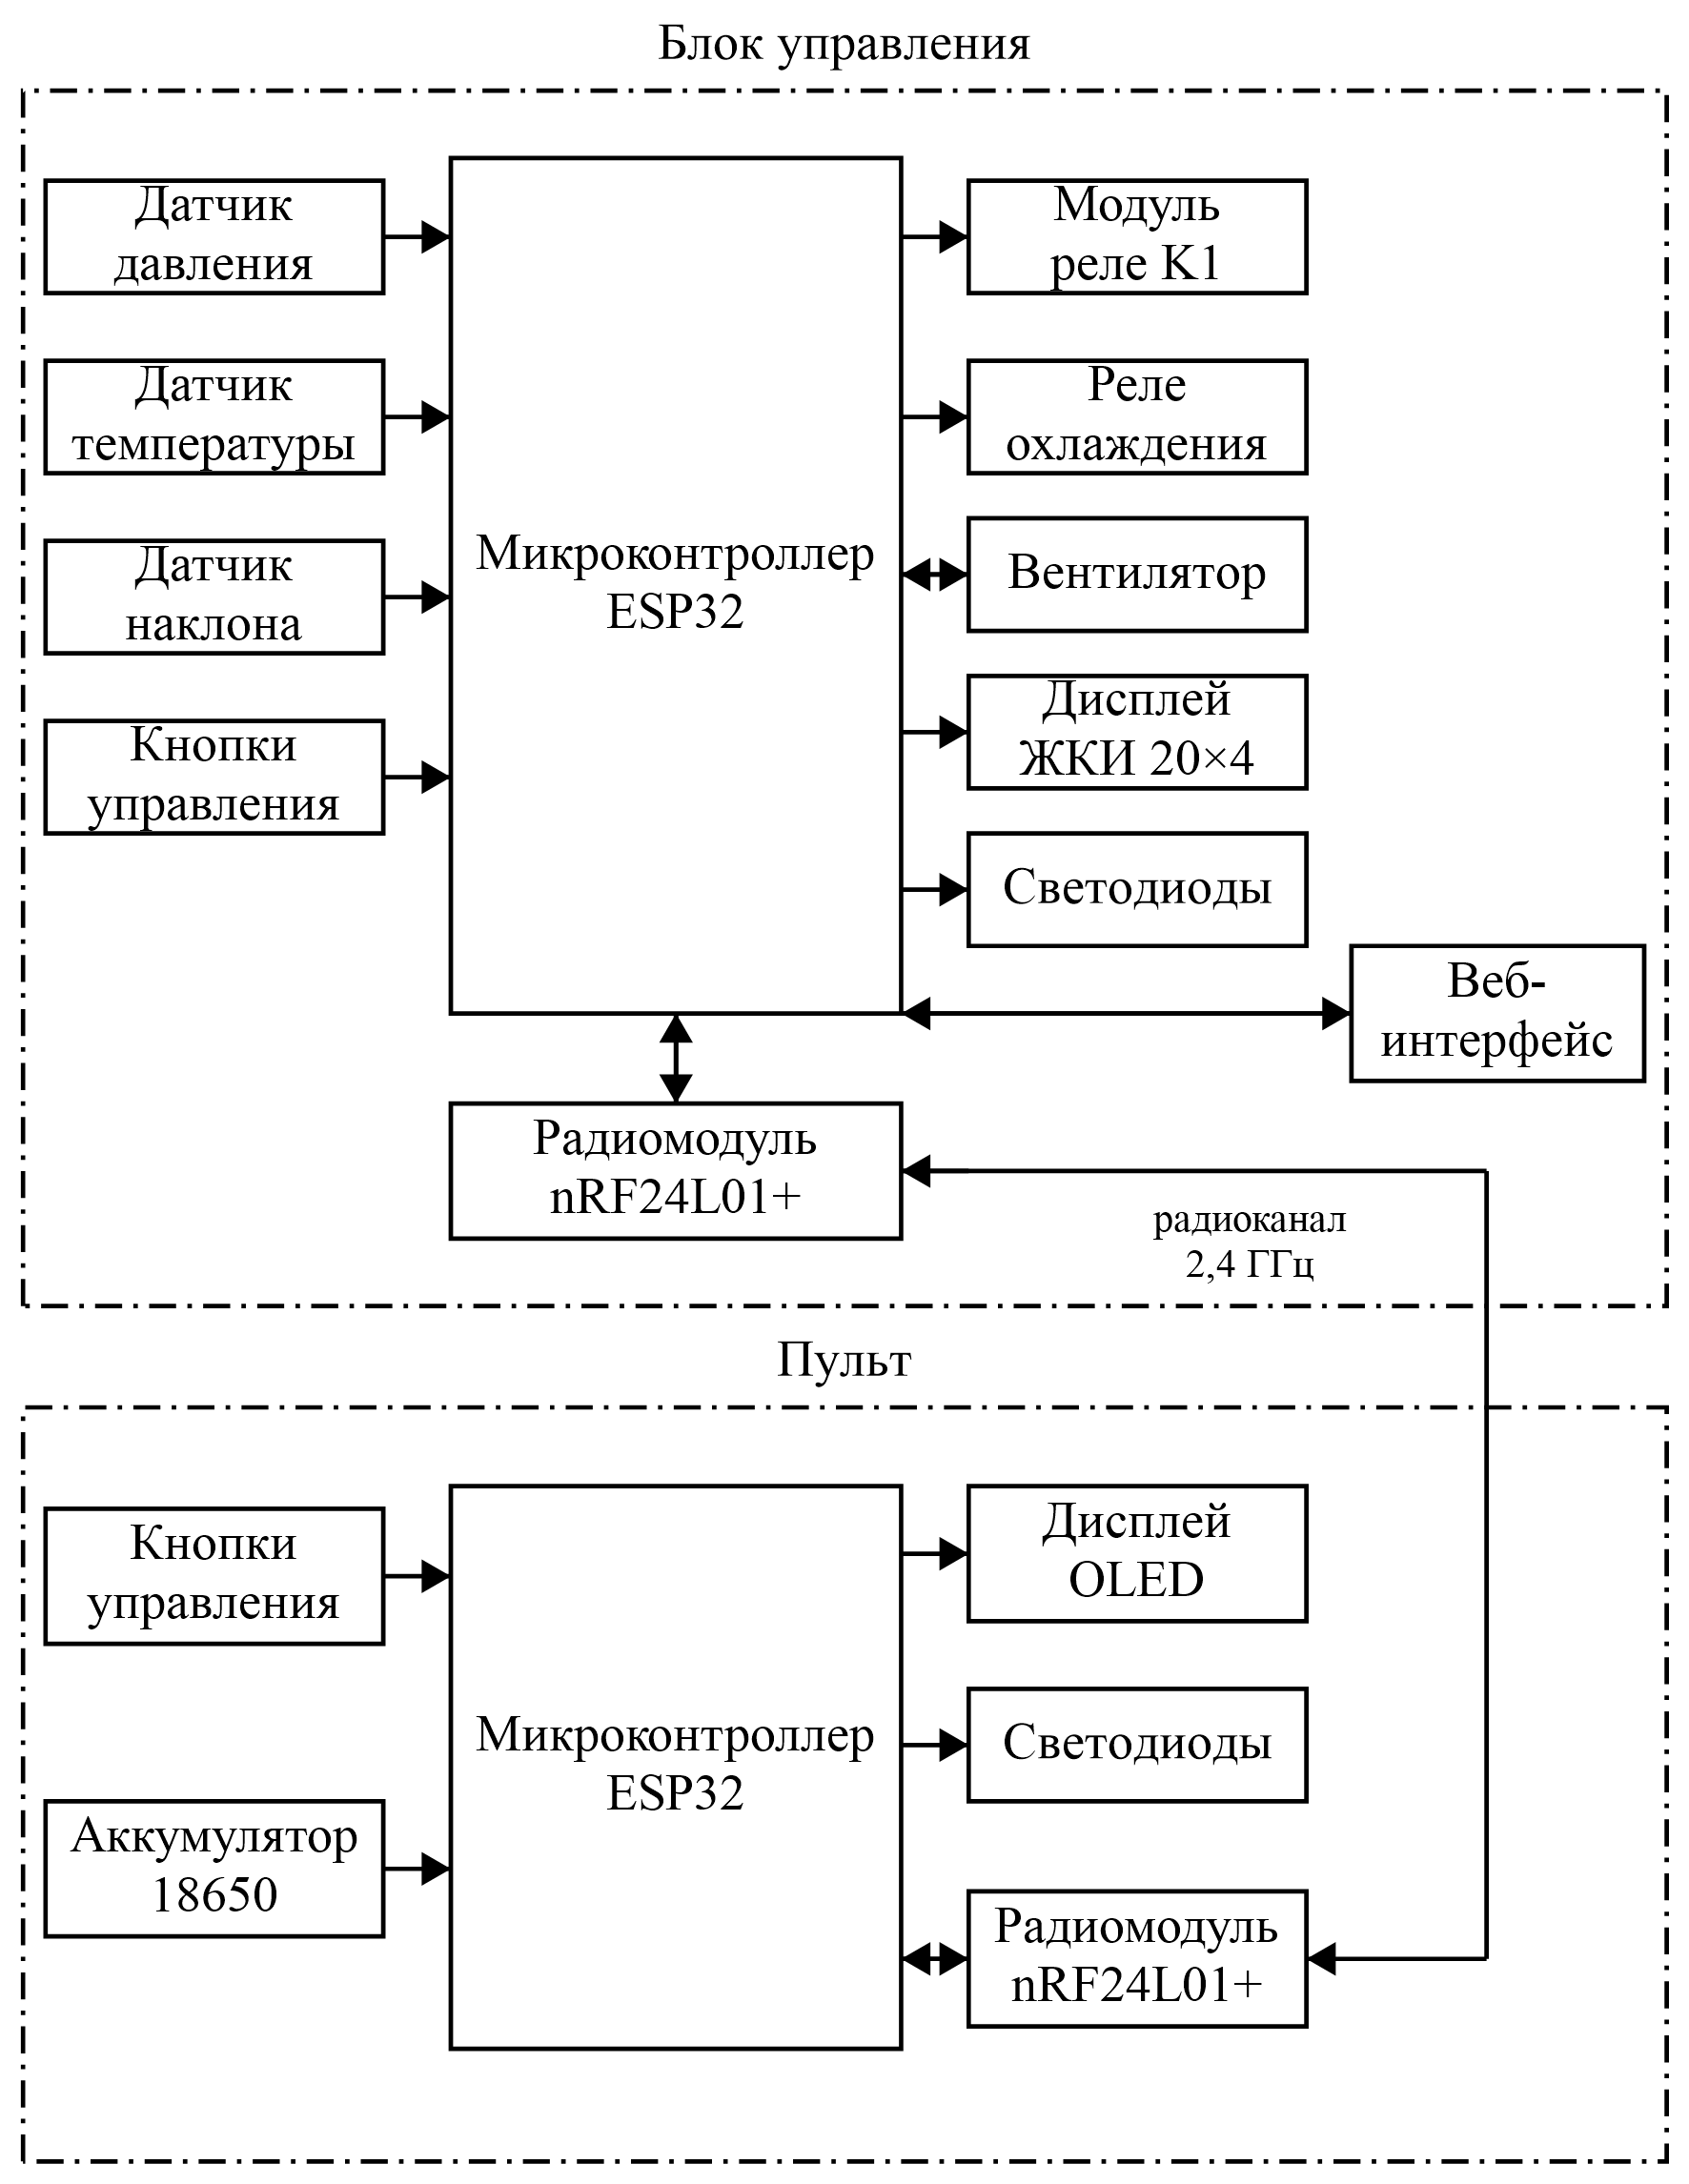 Блок управления
Датчик
давления
Датчик
температуры
Датчик
наклона
Кнопки
управления
Микроконтроллер
ESP32
Модуль
реле K1
Реле
охлаждения
Вентилятор
Дисплей
ЖКИ 20×4
Светодиоды
Веб-
интерфейс
Радиомодуль
nRF24L01+
радиоканал
2,4 ГГц
Пульт
Кнопки
управления
Аккумулятор
18650
Микроконтроллер
ESP32
Дисплей
OLED
Светодиоды
Радиомодуль
nRF24L01+